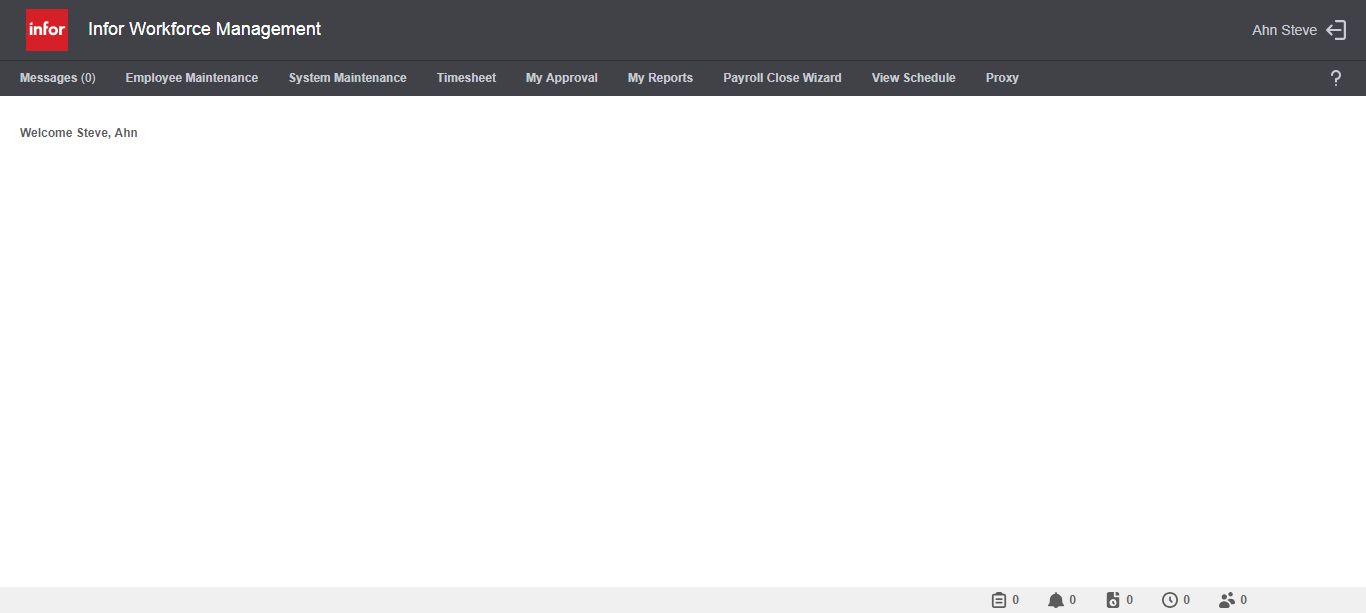 infor
Infor Workforce Management
Ahn Steve
Messages (0) Employee Maintenance System Maintenance Timesheet My Approval My Reports Payroll Close Wizard View Schedule Proxy ?
Welcome Steve, Ahn
0 0 0 0 0